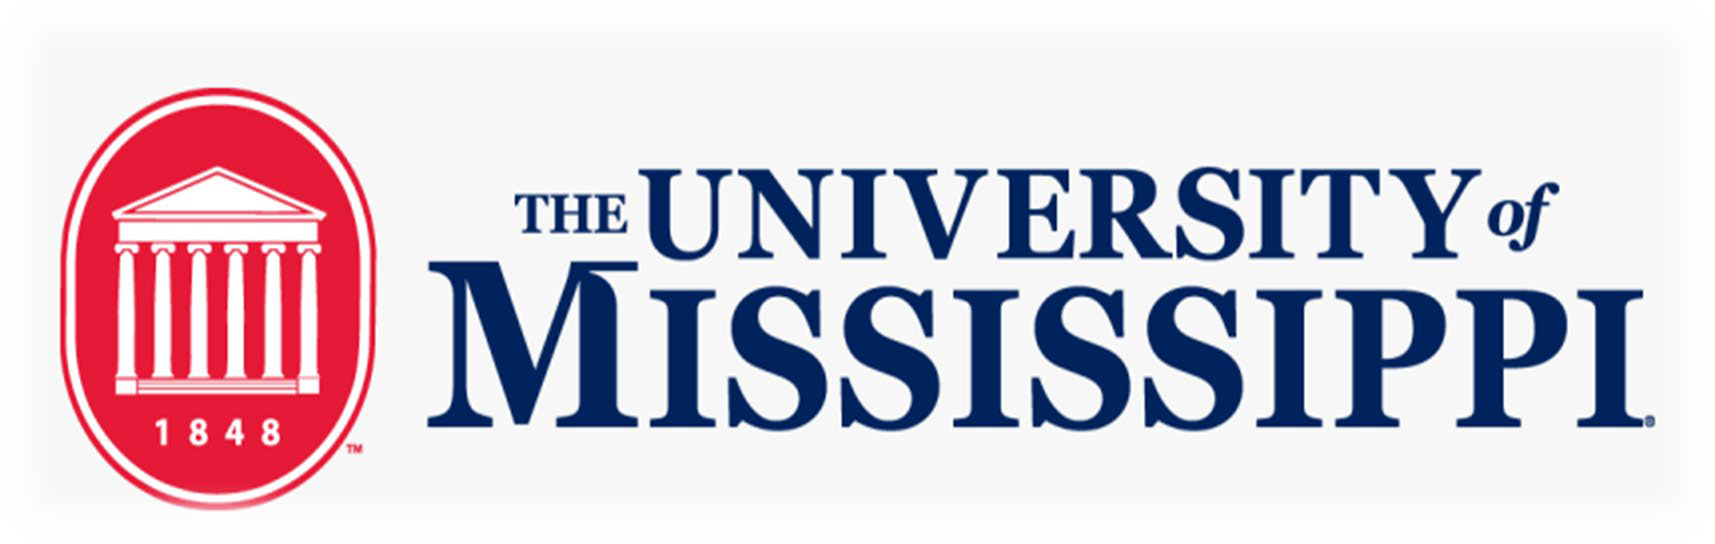 1848
™
THE UNIVERSITY of
MISSISSIPPI®